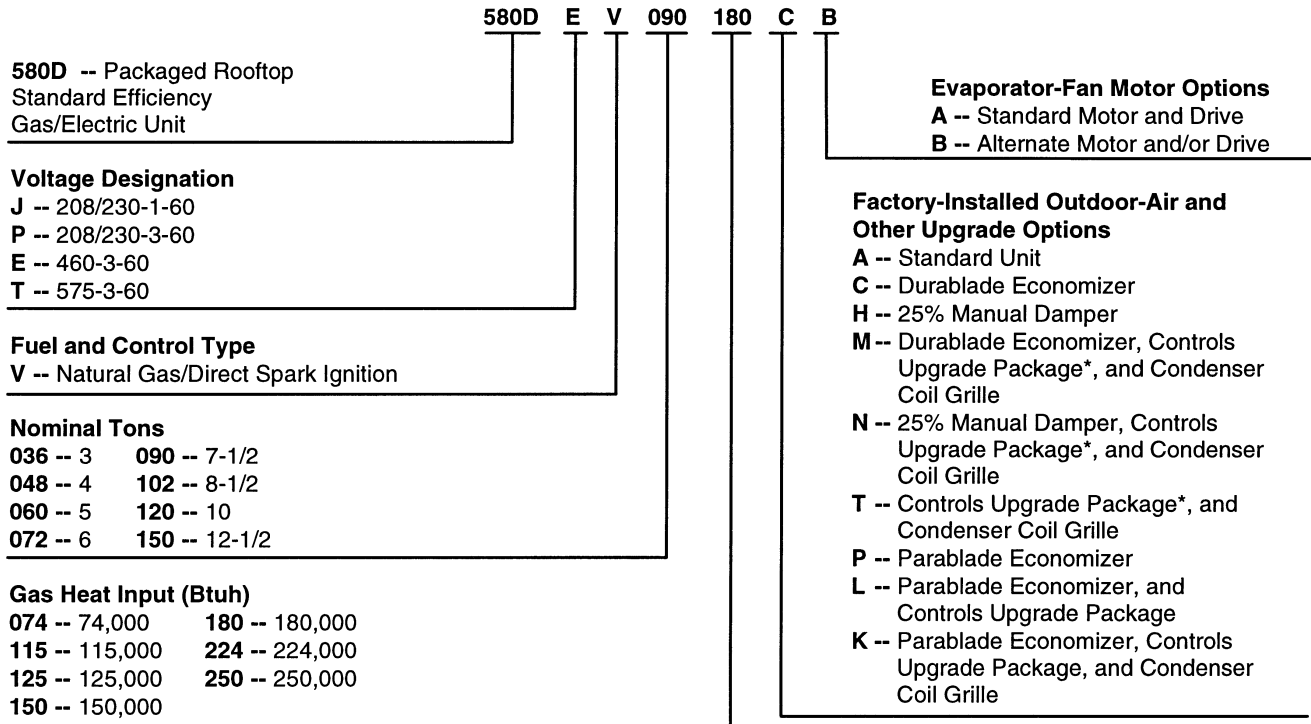 580D E V 090 180 C B
580D -- Packaged Rooftop
Standard Efficiency
Gas/Electric Unit
Voltage Designation
J -- 208/230-1-60
P -- 208/230-3-60
E -- 460-3-60
T -- 575-3-60
Fuel and Control Type
V -- Natural Gas/Direct Spark Ignition
Nominal Tons
036 -- 3 090 -- 7-1/2
048 -- 4 102 -- 8-1/2
060 -- 5 120 -- 10
072 -- 6 150 -- 12-1/2
Gas Heat Input (Btuh)
074 -- 74,000 180 -- 180,000
115 -- 115,000 224 -- 224,000
125 -- 125,000 250 -- 250,000
150 -- 150,000
Evaporator-Fan Motor Options
A -- Standard Motor and Drive
B -- Alternate Motor and/or Drive
Factory-Installed Outdoor-Air and
Other Upgrade Options
A -- Standard Unit
C -- Durablade Economizer
H -- 25% Manual Damper
M -- Durablade Economizer, Controls
Upgrade Package*, and Condenser
Coil Grille
N -- 25% Manual Damper, Controls
Upgrade Package*, and Condenser
Coil Grille
T -- Controls Upgrade Package*, and
Condenser Coil Grille
P -- Parablade Economizer
L -- Parablade Economizer, and
Controls Upgrade Package
K -- Parablade Economizer, Controls
Upgrade Package, and Condenser
Coil Grille